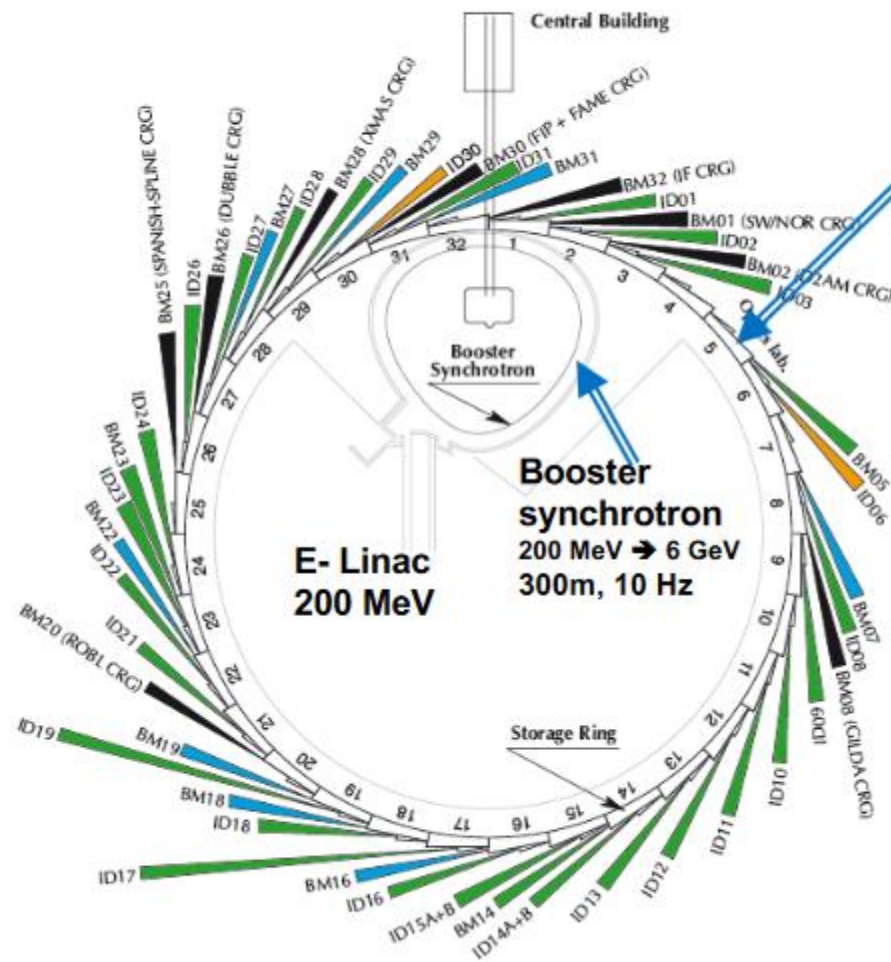 Central Building
BM25 (SPANISH-SPLINE CRG)
ID26
BM26 (DUBBLE CRG)
ID27
BM27
ID28
BM28 (XMAS CRG)
ID29
BM29
ID30
BM30 (FIP + FAME CRG)
ID31
BM31
BM32 (IF CRG)
ID01
BM01 (SW/NOR CRG)
ID02
BM02 (D2AM CRG)
ID03
lab.
BM05
ID06
BM07
ID08
BM08 (GILDA CRG)
ID09
ID10
ID11
ID12
ID13
ID14A+B
BM14
ID15A+B
ID16
BM16
ID17
ID18
BM18
BM19
ID19
BM20 (ROBL CRG)
ID21
ID22
BM22
ID23
BM23
ID24
1
2
3
4
5
6
7
8
9
10
11
12
13
14
15
16
17
18
19
20
21
22
23
24
25
26
27
28
29
30
31
32
Booster
Synchrotron
Booster
synchrotron
200 MeV ➔ 6 GeV
300m, 10 Hz
E- Linac
200 MeV
Storage Ring